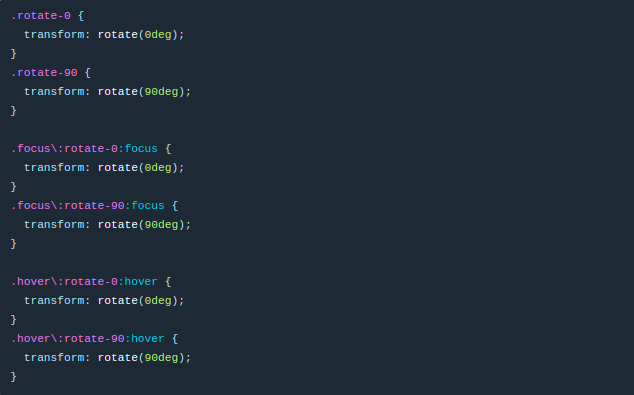 .rotate-0 {
  transform: rotate(0deg);
}
.rotate-90 {
  transform: rotate(90deg);
}

.focus\:rotate-0:focus {
  transform: rotate(0deg);
}
.focus\:rotate-90:focus {
  transform: rotate(90deg);
}

.hover\:rotate-0:hover {
  transform: rotate(0deg);
}
.hover\:rotate-90:hover {
  transform: rotate(90deg);
}